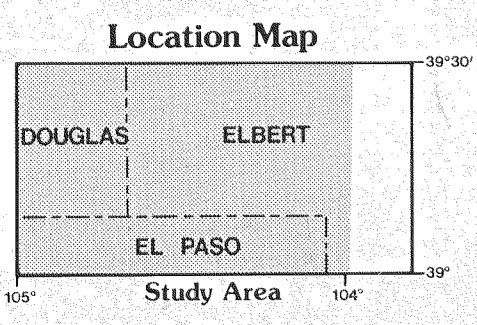 Location Map
39°30'
DOUGLAS ELBERT
EL PASO
39°
105° Study Area 104°